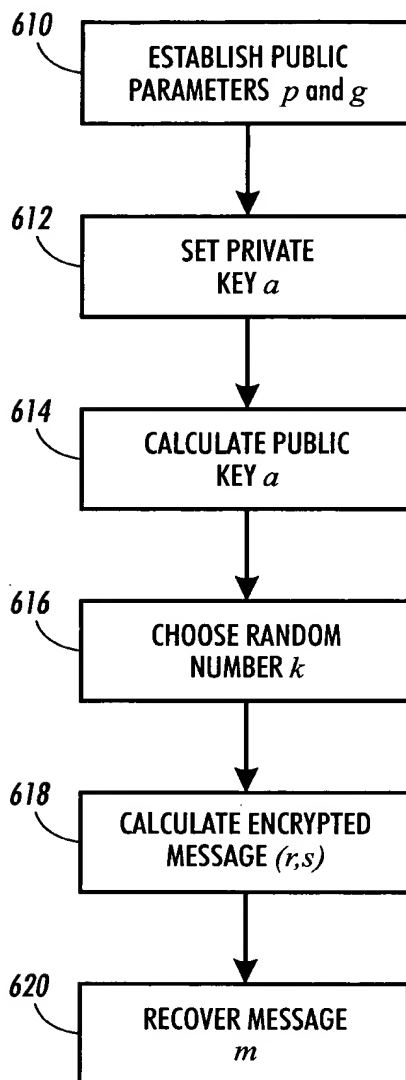 610
ESTABLISH PUBLIC
PARAMETERS p and g
612
SET PRIVATE
KEY a
614
CALCULATE PUBLIC
KEY a
616
CHOOSE RANDOM
NUMBER k
618
CALCULATE ENCRYPTED
MESSAGE (r,s)
620
RECOVER MESSAGE
m